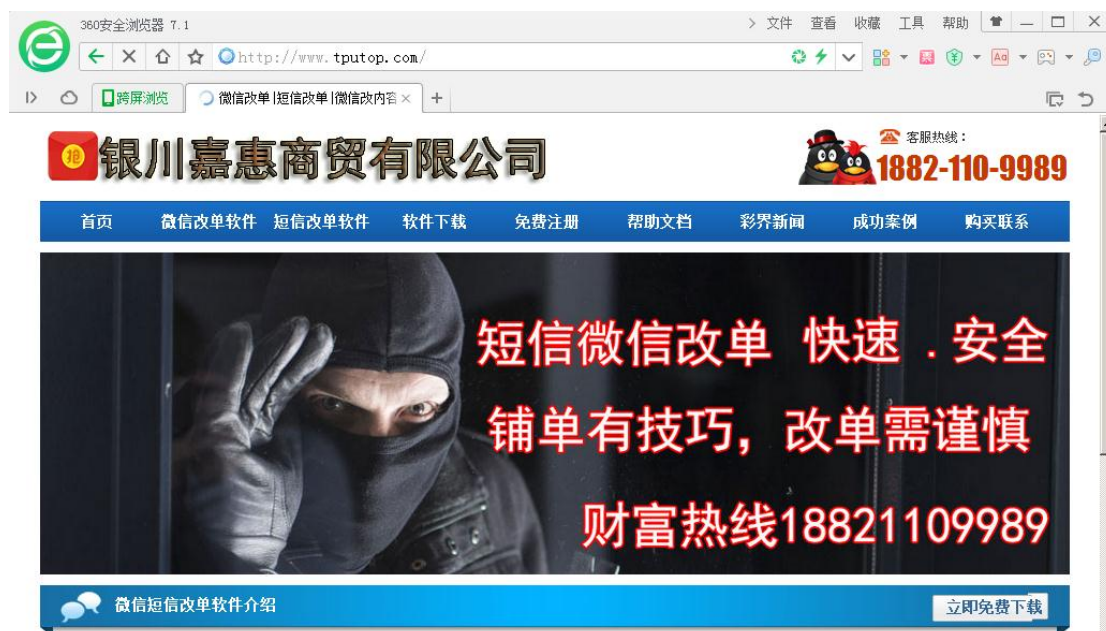 360安全浏览器 7.1
文件 查看 收藏 工具 帮助
http://www.tputop.com/
跨屏浏览 微信改单|短信改单|微信改内容
抢 银川嘉惠商贸有限公司
客服热线：
1882-110-9989
首页 微信改单软件 短信改单软件 软件下载 免费注册 帮助文档 彩界新闻 成功案例 购买联系
短信微信改单 快速 . 安全
铺单有技巧，改单需谨慎
财富热线18821109989
微信短信改单软件介绍 立即免费下载